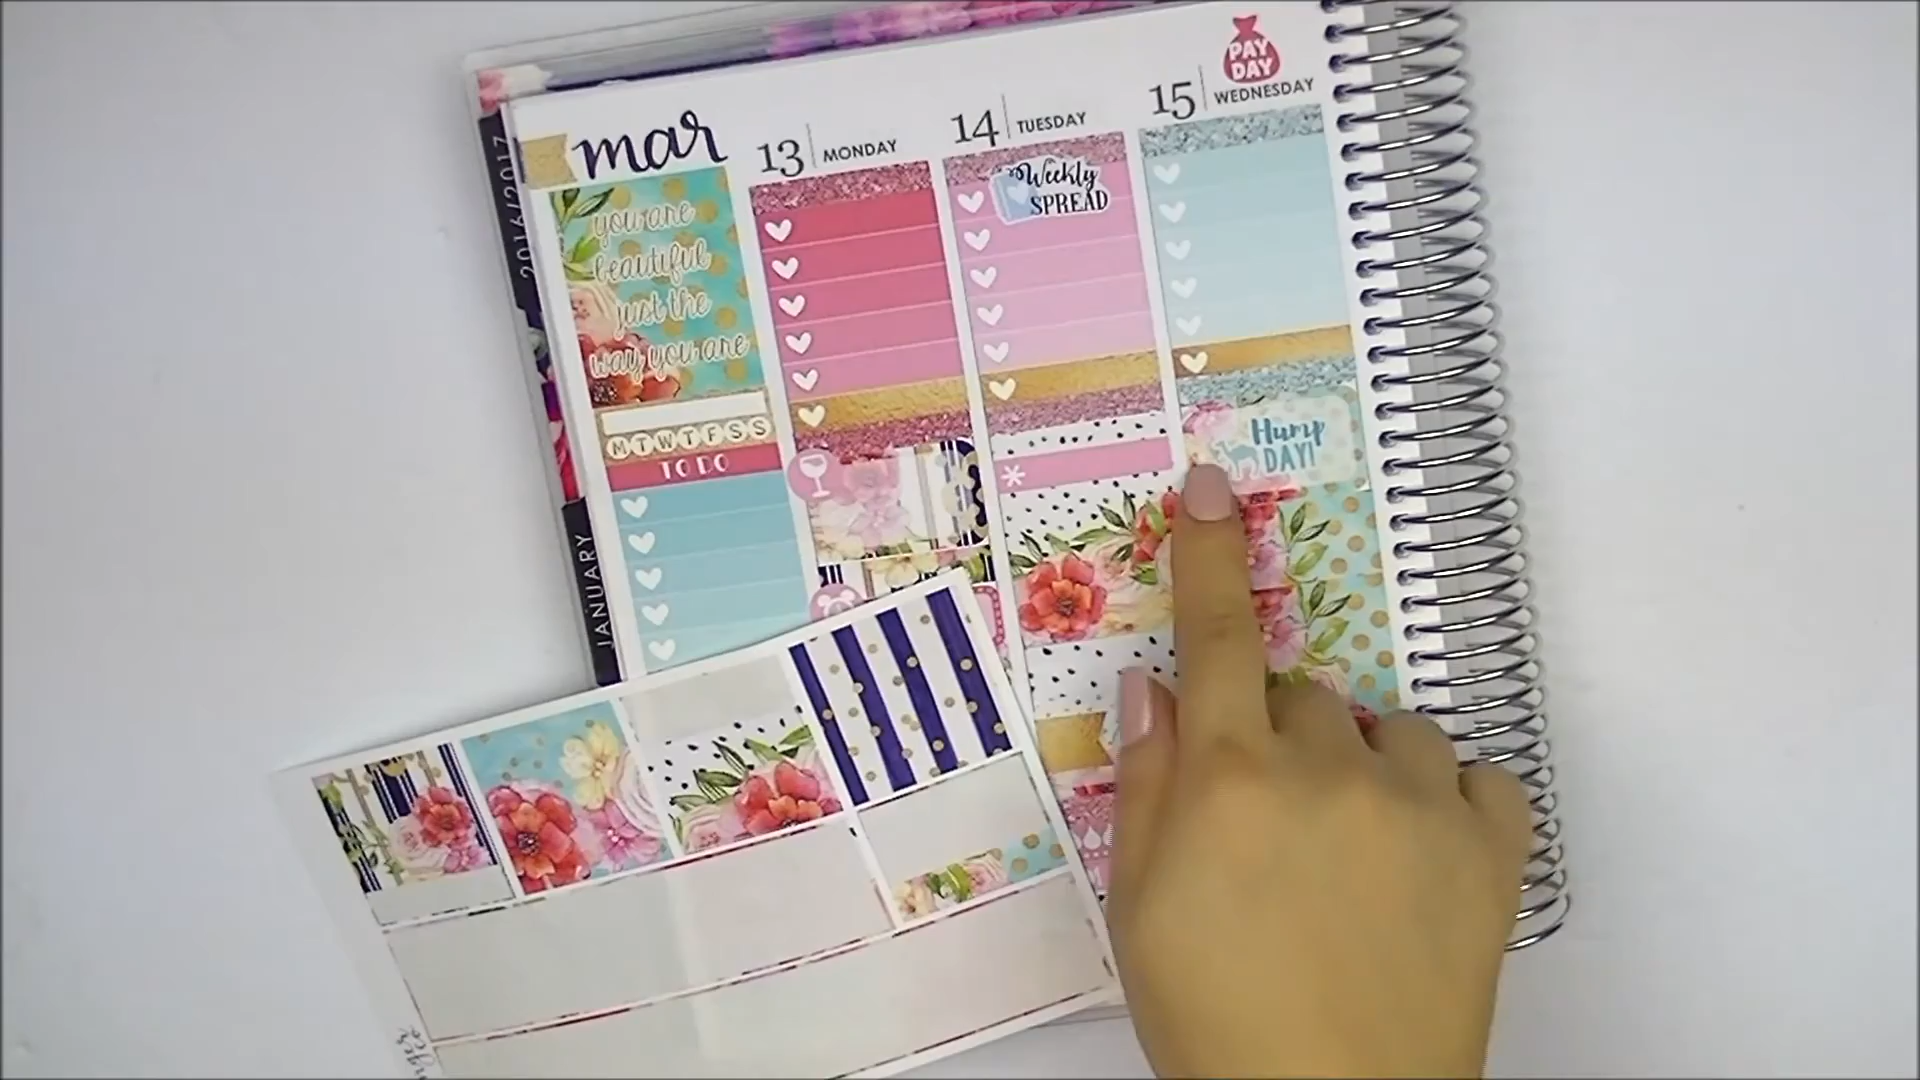 PAY
DAY
mar
13 MONDAY
14 TUESDAY
15 WEDNESDAY
2016/2017
Weekly
SPREAD
you are
beautiful
just the
way you are
MTWTFSS
TO DO
Hump
DAY!
JANUARY